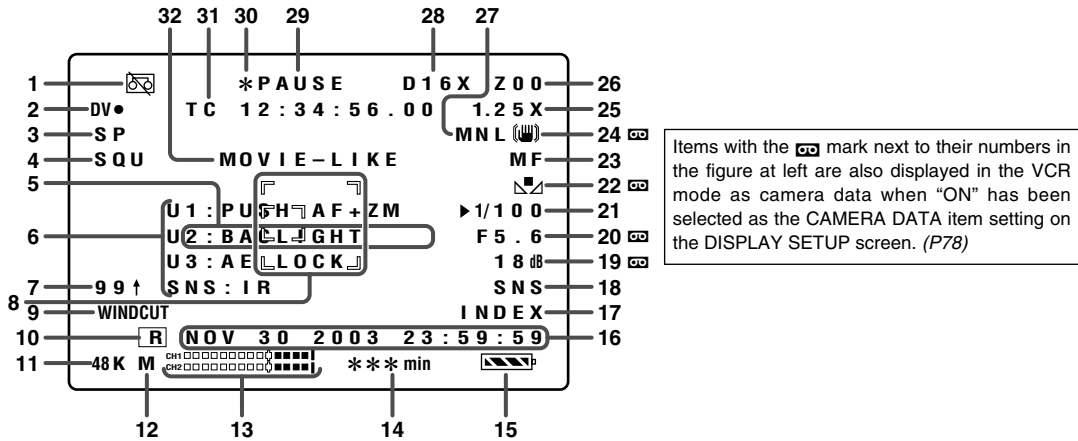 32 31 30 29 28 27
1 *PAUSE D16X Z00 26
2 DV● TC 12:34:56.00 1.25X 25
3 SP MNL 24
4 SQU MOVIE–LIKE MF 23
5 22
U1:PUSH AF+ZM ▶1/100 21
6 U2:BACLIGHT F5.6 20
U3:AE LOCK 18dB 19
7 99↑ SNS:IR SNS 18
8
9 WINDCUT INDEX 17
10 R NOV 30 2003 23:59:59 16
11 48K M CH1 ***min
CH2
12 13 14 15
Items with the mark next to their numbers in
the figure at left are also displayed in the VCR
mode as camera data when “ON” has been
selected as the CAMERA DATA item setting on
the DISPLAY SETUP screen. (P78)